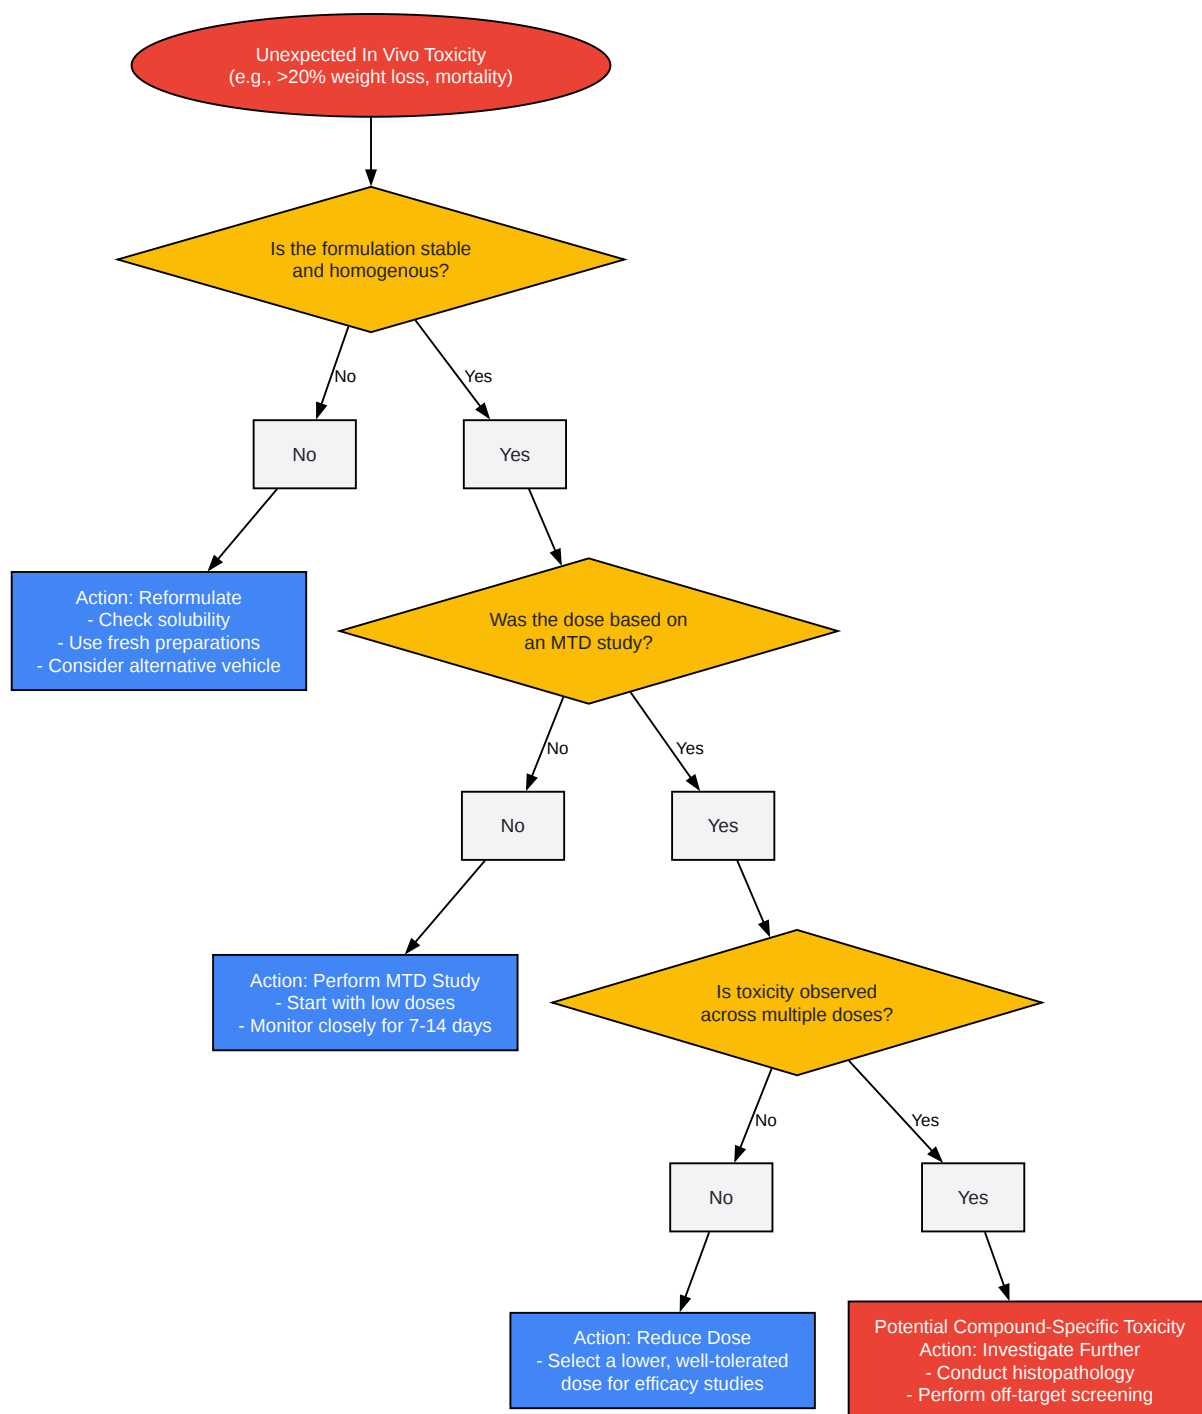 Unexpected In Vivo Toxicity
(e.g., >20% weight loss, mortality)
Is the formulation stable
and homogenous?
No
Yes
No
Yes
Action: Reformulate
- Check solubility
- Use fresh preparations
- Consider alternative vehicle
Was the dose based on
an MTD study?
No
Yes
No
Yes
Action: Perform MTD Study
- Start with low doses
- Monitor closely for 7-14 days
Is toxicity observed
across multiple doses?
No
Yes
No
Yes
Action: Reduce Dose
- Select a lower, well-tolerated
dose for efficacy studies
Potential Compound-Specific Toxicity
Action: Investigate Further
- Conduct histopathology
- Perform off-target screening